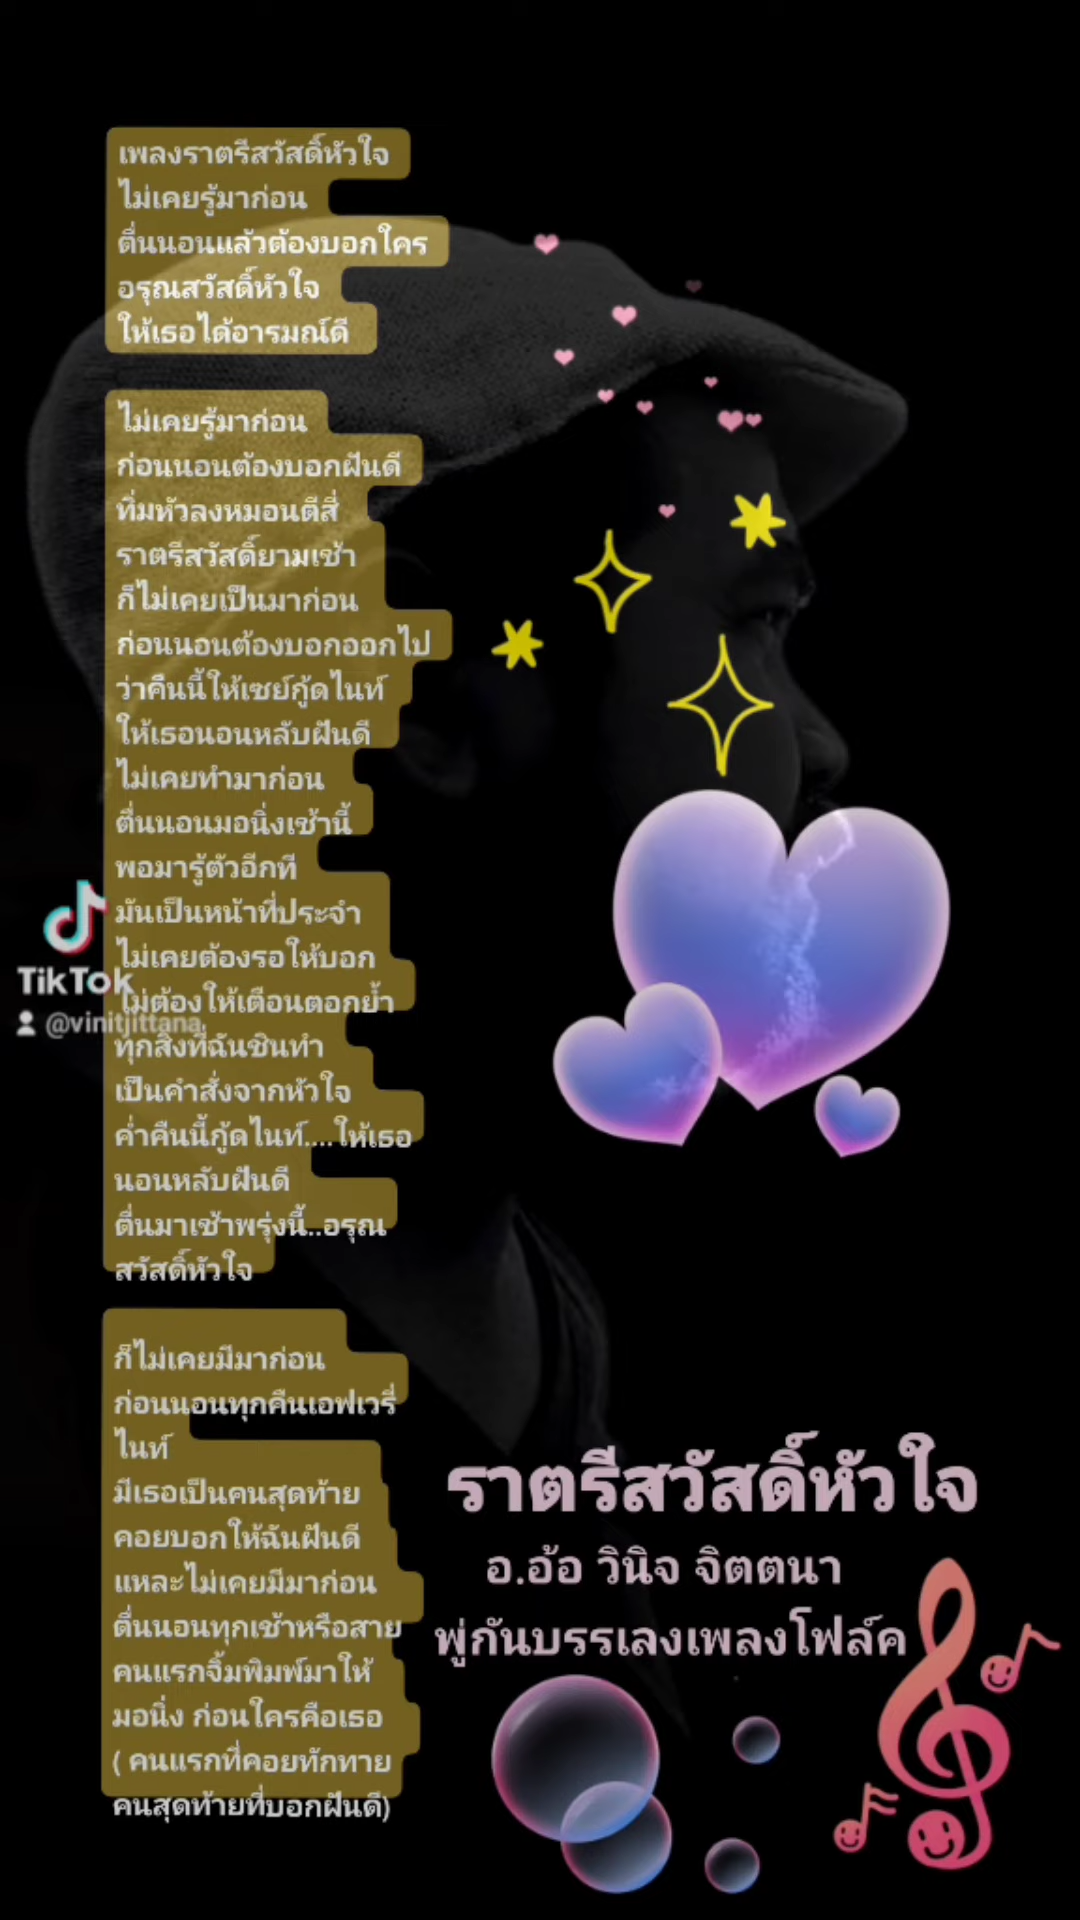 เพลงราตรีสวัสดิ์หัวใจ
ไม่เคยรู้มาก่อน
ตื่นนอนแล้วต้องบอกใคร
อรุณสวัสดิ์หัวใจ
ให้เธอได้อารมณ์ดี
ไม่เคยรู้มาก่อน
ก่อนนอนต้องบอกฝันดี
ทิ่มหัวลงหมอนตีสี่
ราตรีสวัสดิ์ยามเช้า
ก็ไม่เคยเป็นมาก่อน
ก่อนนอนต้องบอกออกไป
ว่าคืนนี้ให้เซย์กู้ดไนท์
ให้เธอนอนหลับฝันดี
ไม่เคยทำมาก่อน
ตื่นนอนมอนิ่งเช้านี้
พอมารู้ตัวอีกที
มันเป็นหน้าที่ประจำ
ไม่เคยต้องรอให้บอก
ไม่ต้องให้เตือนตอกย้ำ
ทุกสิ่งที่ฉันชินทำ
เป็นคำสั่งจากหัวใจ
ค่ำคืนนี้กู้ดไนท์....ให้เธอ
นอนหลับฝันดี
ตื่นมาเช้าพรุ่งนี้..อรุณ
สวัสดิ์หัวใจ
ก็ไม่เคยมีมาก่อน
ก่อนนอนทุกคืนเอฟเวรี่
ไนท์
มีเธอเป็นคนสุดท้าย
คอยบอกให้ฉันฝันดี
แหละไม่เคยมีมาก่อน
ตื่นนอนทุกเช้าหรือสาย
คนแรกจิ้มพิมพ์มาให้
มอนิ่ง ก่อนใครคือเธอ
( คนแรกที่คอยทักทาย
คนสุดท้ายที่บอกฝันดี)
TikTok
@vinitjittana
ราตรีสวัสดิ์หัวใจ
อ.อ้อ วินิจ จิตตนา
พู่กันบรรเลงเพลงโฟล์ค